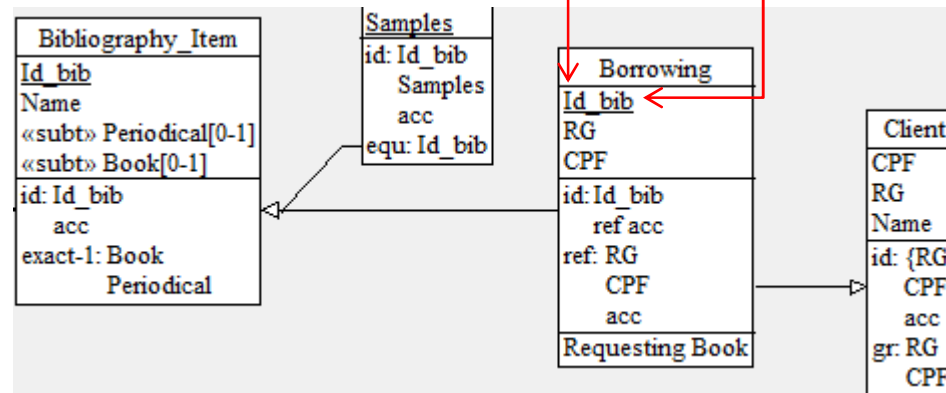 Bibliography_Item
Id_bib
Name
«subt» Periodical[0-1]
«subt» Book[0-1]
id: Id_bib
acc
exact-1: Book
Periodical
Samples
id: Id_bib
Samples
acc
equ: Id_bib
Borrowing
Id_bib
RG
CPF
id: Id_bib
ref acc
ref: RG
CPF
acc
Requesting Book
Client
CPF
RG
Name
id: {RG
CPF
acc
gr: RG
CPF